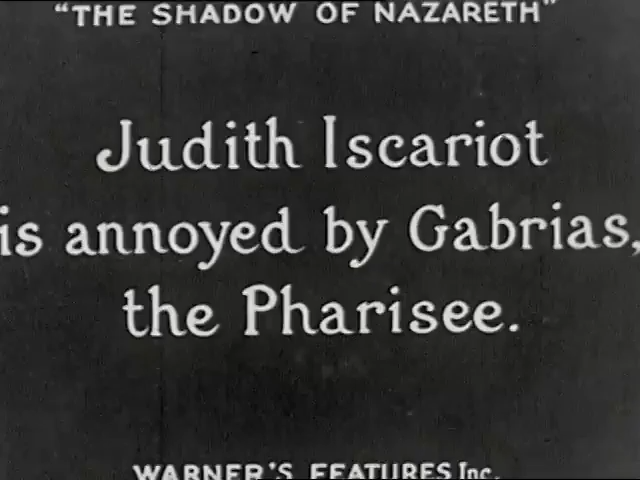 "THE SHADOW OF NAZARETH"
Judith Iscariot
is annoyed by Gabrias,
the Pharisee.
WARNER'S FEATURES Inc.